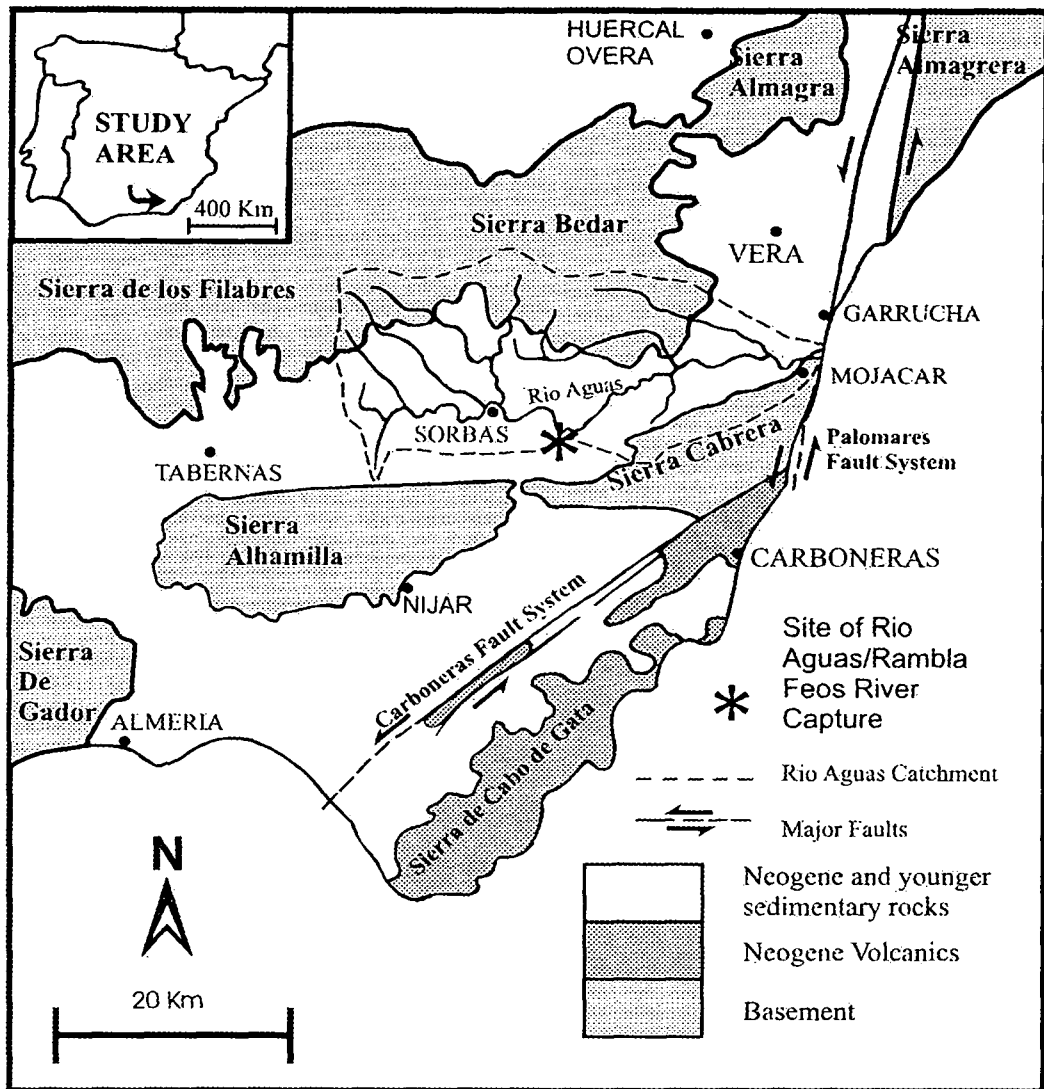 STUDY
AREA
400 Km
HUERCAL
OVERA
Sierra
Almagra
Sierra
Almagrera
Sierra Bedar
VERA
Sierra de los Filabres
GARRUCHA
MOJACAR
Rio Aguas
SORBAS
TABERNAS
Sierra Cabrera
Palomares
Fault System
Sierra
Alhamilla
CARBONERAS
NIJAR
Carboneras Fault System
Sierra
De
Gador
ALMERIA
Sierra de Cabo de Gata
Site of Rio
Aguas/Rambla
Feos River
Capture
Rio Aguas Catchment
Major Faults
N
20 Km
Neogene and younger
sedimentary rocks
Neogene Volcanics
Basement